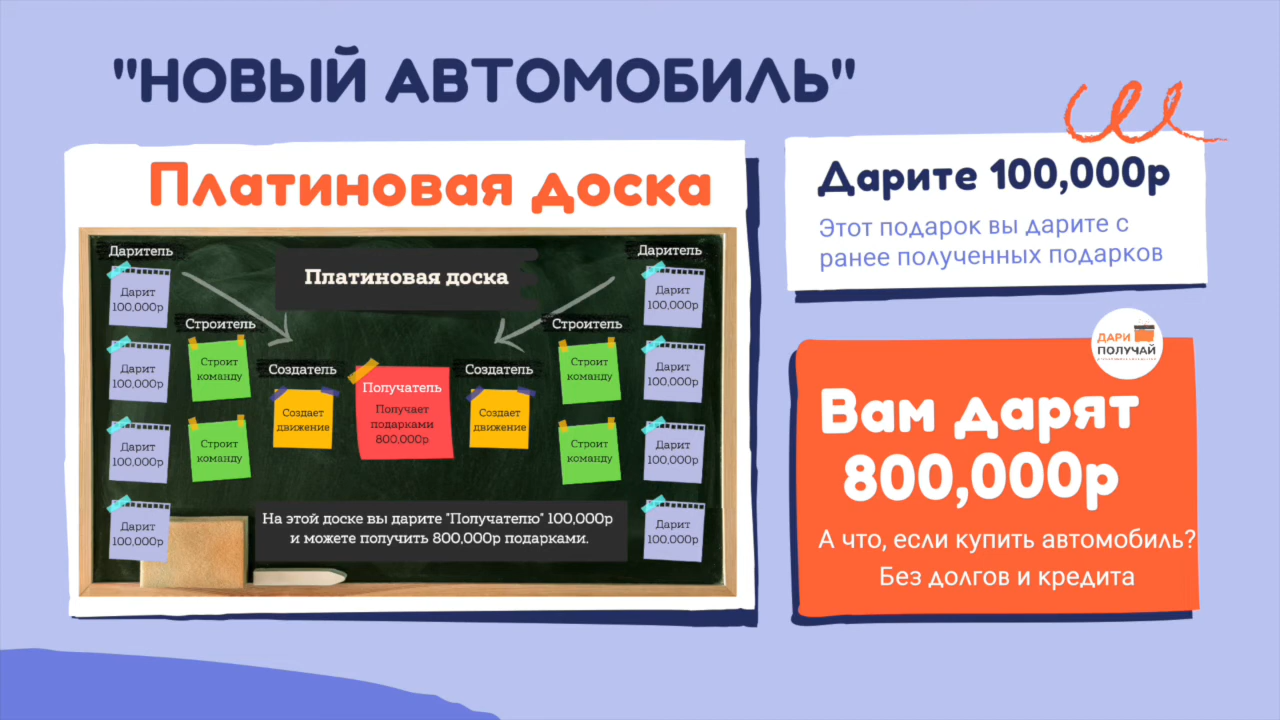 "НОВЫЙ АВТОМОБИЛЬ"
Платиновая доска
Даритель
Дарит
100,000р
Дарит
100,000р
Дарит
100,000р
Дарит
100,000р
Строитель
Строит
команду
Строит
команду
Создатель
Создает
движение
Платиновая доска
Получатель
Получает
подарками
800,000р
Создатель
Создает
движение
Строитель
Строит
команду
Строит
команду
Даритель
Дарит
100,000р
Дарит
100,000р
Дарит
100,000р
Дарит
100,000р
На этой доске вы дарите "Получателю" 100,000р
и можете получить 800,000р подарками.
Дарите 100,000р
Этот подарок вы дарите с
ранее полученных подарков
ДАРИ
ПОЛУЧАЙ
Вам дарят
800,000р
А что, если купить автомобиль?
Без долгов и кредита